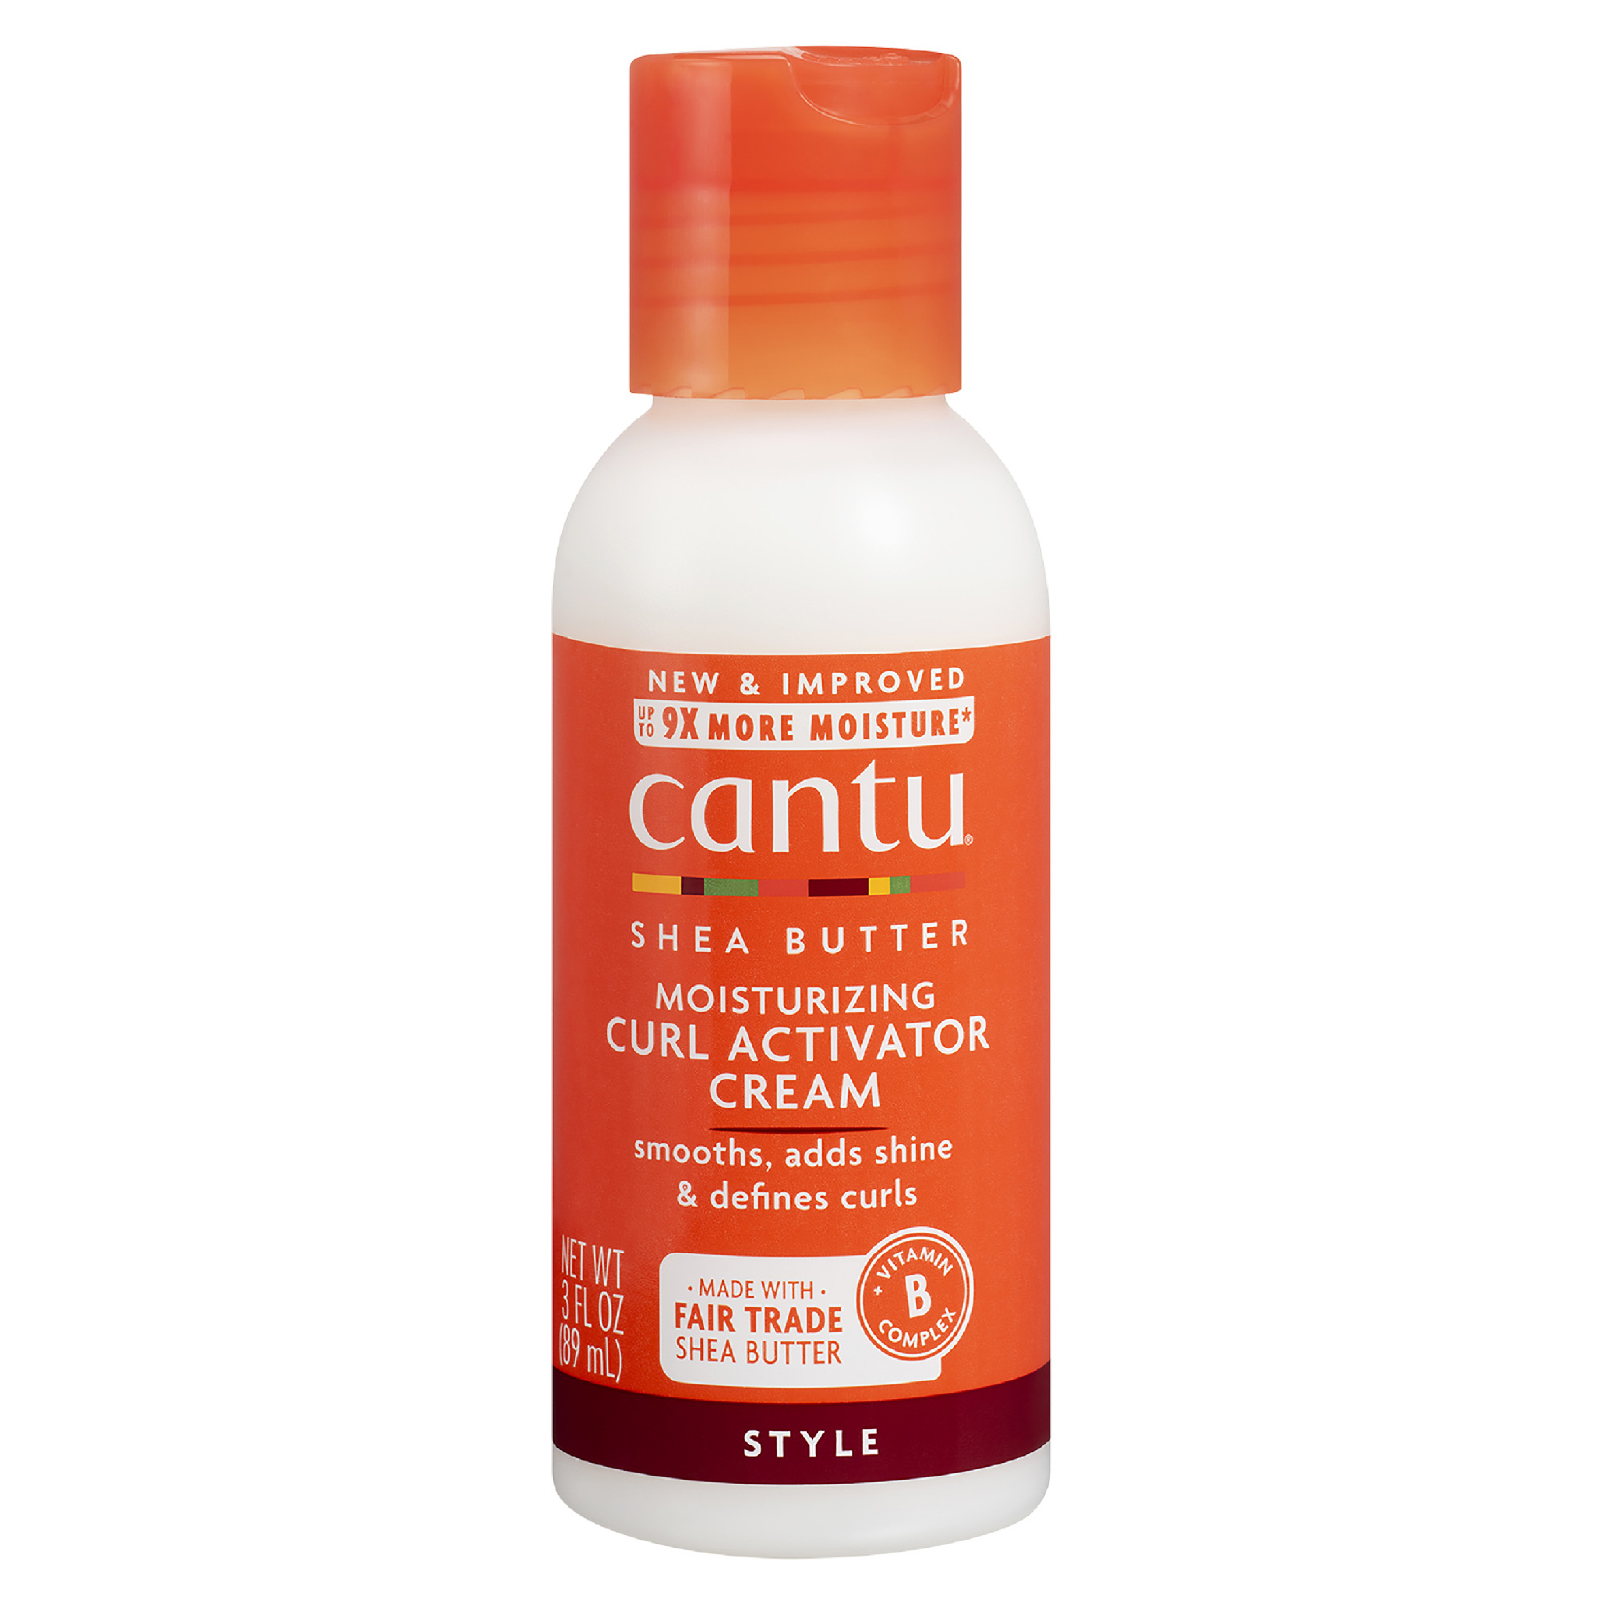 NEW & IMPROVED
UP TO 9X MORE MOISTURE*
cantu®
SHEA BUTTER
MOISTURIZING
CURL ACTIVATOR
CREAM
smooths, adds shine
& defines curls
NET WT
3 FL OZ
(89 mL)
• MADE WITH •
FAIR TRADE
SHEA BUTTER
+ VITAMIN
B
COMPLEX
STYLE